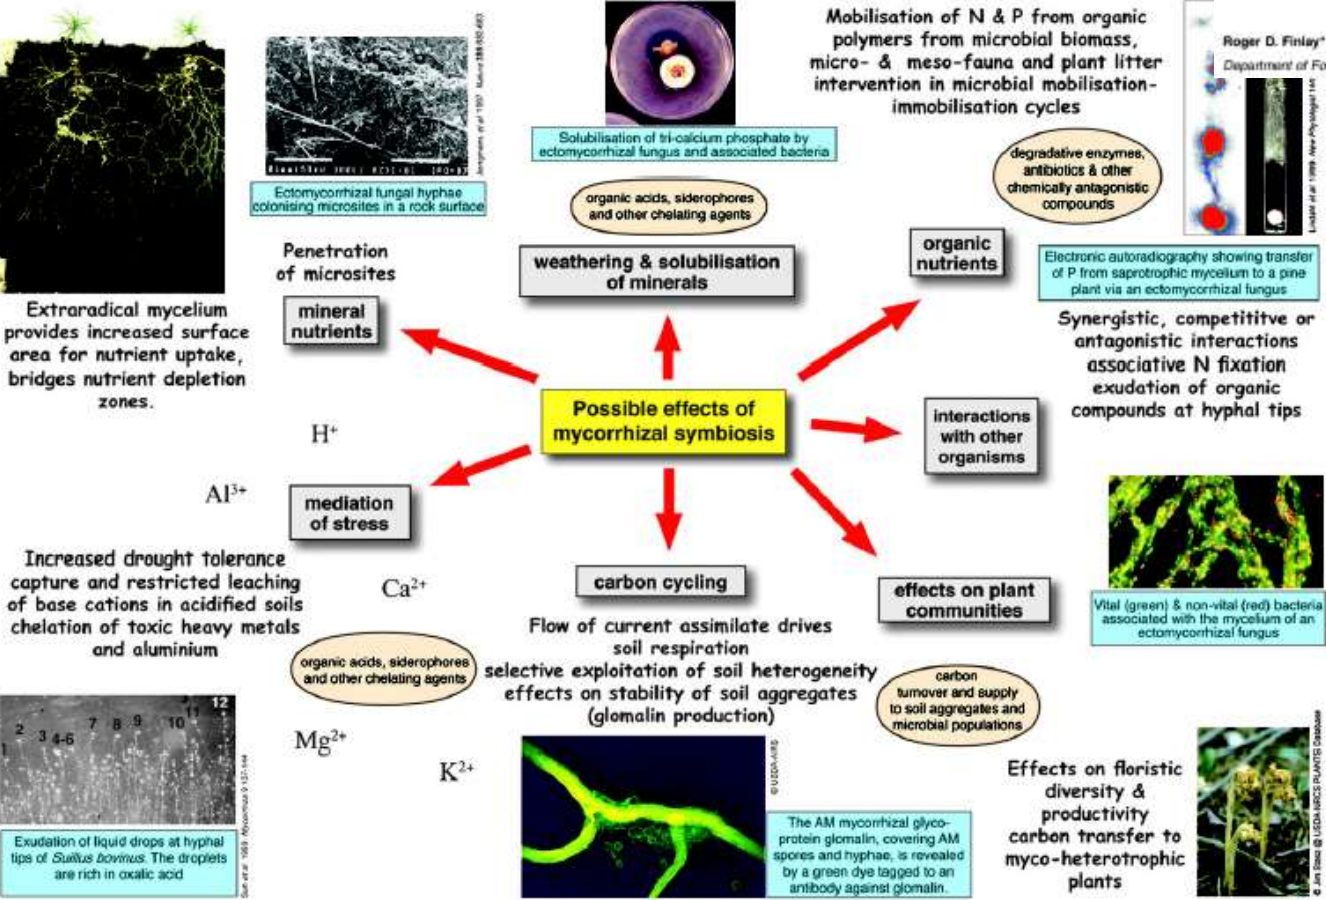 Mobilisation of N & P from organic
polymers from microbial biomass,
micro- & meso-fauna and plant litter
intervention in microbial mobilisation-
immobilisation cycles
Roger D. Finlay*
Department of Fo
Solubilisation of tri-calcium phosphate by
ectomycorrhizal fungus and associated bacteria
degradative enzymes,
antibiotics & other
chemically antagonistic
compounds
Ectomycorrhizal fungal hyphae
colonising microsites in a rock surface
organic acids, siderophores
and other chelating agents
Penetration
of microsites
mineral
nutrients
weathering & solubilisation
of minerals
organic
nutrients
Electronic autoradiography showing transfer
of P from saprotrophic mycelium to a pine
plant via an ectomycorrhizal fungus
Extraradical mycelium
provides increased surface
area for nutrient uptake,
bridges nutrient depletion
zones.
Synergistic, competititve or
antagonistic interactions
associative N fixation
exudation of organic
compounds at hyphal tips
Possible effects of
mycorrhizal symbiosis
interactions
with other
organisms
H+
Al3+
mediation
of stress
Increased drought tolerance
capture and restricted leaching
of base cations in acidified soils
chelation of toxic heavy metals
and aluminium
Ca2+
carbon cycling
effects on plant
communities
Vital (green) & non-vital (red) bacteria
associated with the mycelium of an
ectomycorrhizal fungus
Flow of current assimilate drives
soil respiration
selective exploitation of soil heterogeneity
effects on stability of soil aggregates
(glomalin production)
organic acids, siderophores
and other chelating agents
carbon
turnover and supply
to soil aggregates and
microbial populations
1 2 3 4-6 7 8 9 10 11 12
Mg2+
K2+
Exudation of liquid drops at hyphal
tips of Suillus bovinus. The droplets
are rich in oxalic acid
The AM mycorrhizal glyco-
protein glomalin, covering AM
spores and hyphae, is revealed
by a green dye tagged to an
antibody against glomalin.
Effects on floristic
diversity &
productivity
carbon transfer to
myco-heterotrophic
plants